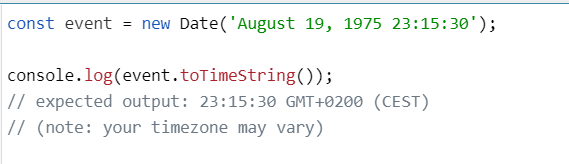 const event = new Date('August 19, 1975 23:15:30');
console.log(event.toTimeString());
// expected output: 23:15:30 GMT+0200 (CEST)
// (note: your timezone may vary)